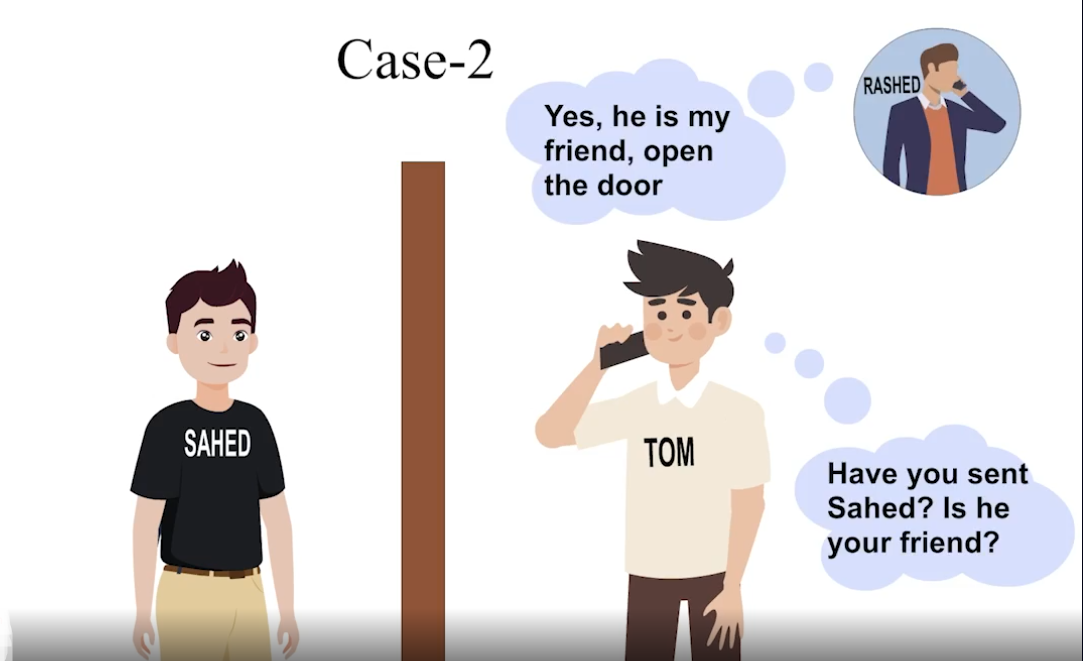 Case-2
Yes, he is my
friend, open
the door
RASHED
SAHED
TOM
Have you sent
Sahed? Is he
your friend?